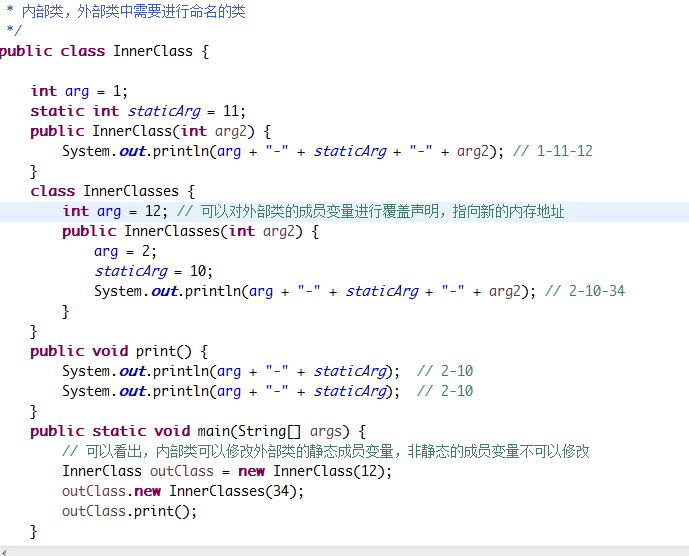 * 内部类，外部类中需要进行命名的类
*/
public class InnerClass {
int arg = 1;
static int staticArg = 11;
public InnerClass(int arg2) {
System.out.println(arg + "-" + staticArg + "-" + arg2); // 1-11-12
}
class InnerClasses {
int arg = 12; // 可以对外部类的成员变量进行覆盖声明，指向新的内存地址
public InnerClasses(int arg2) {
arg = 2;
staticArg = 10;
System.out.println(arg + "-" + staticArg + "-" + arg2); // 2-10-34
}
}
public void print() {
System.out.println(arg + "-" + staticArg);  // 2-10
System.out.println(arg + "-" + staticArg);  // 2-10
}
public static void main(String[] args) {
// 可以看出，内部类可以修改外部类的静态成员变量，非静态的成员变量不可以修改
InnerClass outClass = new InnerClass(12);
outClass.new InnerClasses(34);
outClass.print();
}